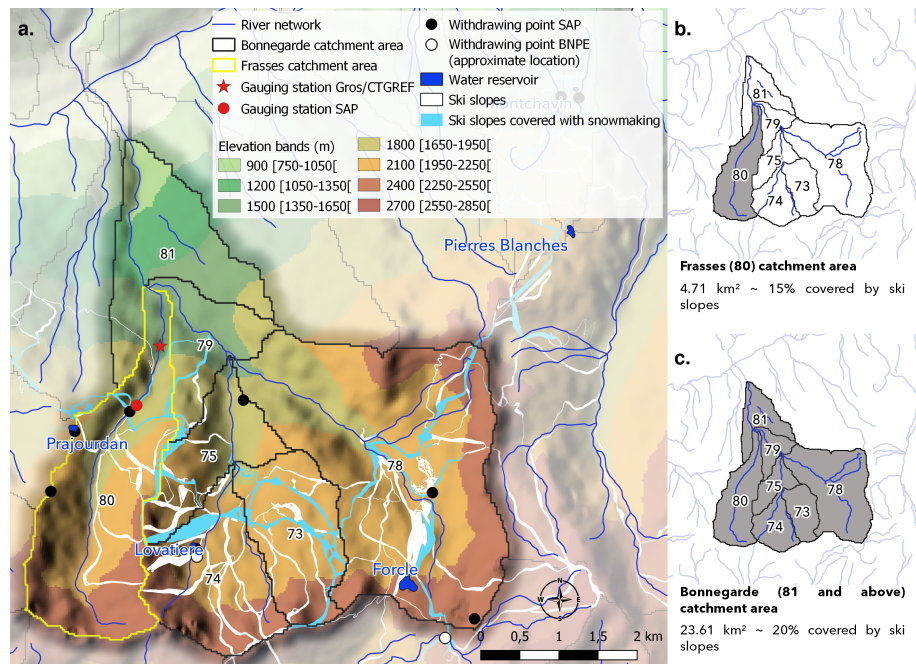 a.
River network
Bonnegarde catchment area
Frasses catchment area
Gauging station Gros/CTGREF
Gauging station SAP
Withdrawing point SAP
Withdrawing point BNPE
(approximate location)
Water reservoir
Ski slopes
Ski slopes covered with snowmaking
Elevation bands (m)
900 [750-1050[
1200 [1050-1350[
1500 [1350-1650[
1800 [1650-1950[
2100 [1950-2250[
2400 [2250-2550[
2700 [2550-2850[
Pierres Blanches
81
79
Prajourdan
75
78
80
73
Lovatiere
74
Forcle
N
W E
S
0 0,5 1 1,5 2 km
b.
81
79
75
78
80
73
74
Frasses (80) catchment area
4.71 km² ~ 15% covered by ski
slopes
c.
81
79
75
78
80
73
74
Bonnegarde (81 and above)
catchment area
23.61 km² ~ 20% covered by ski
slopes